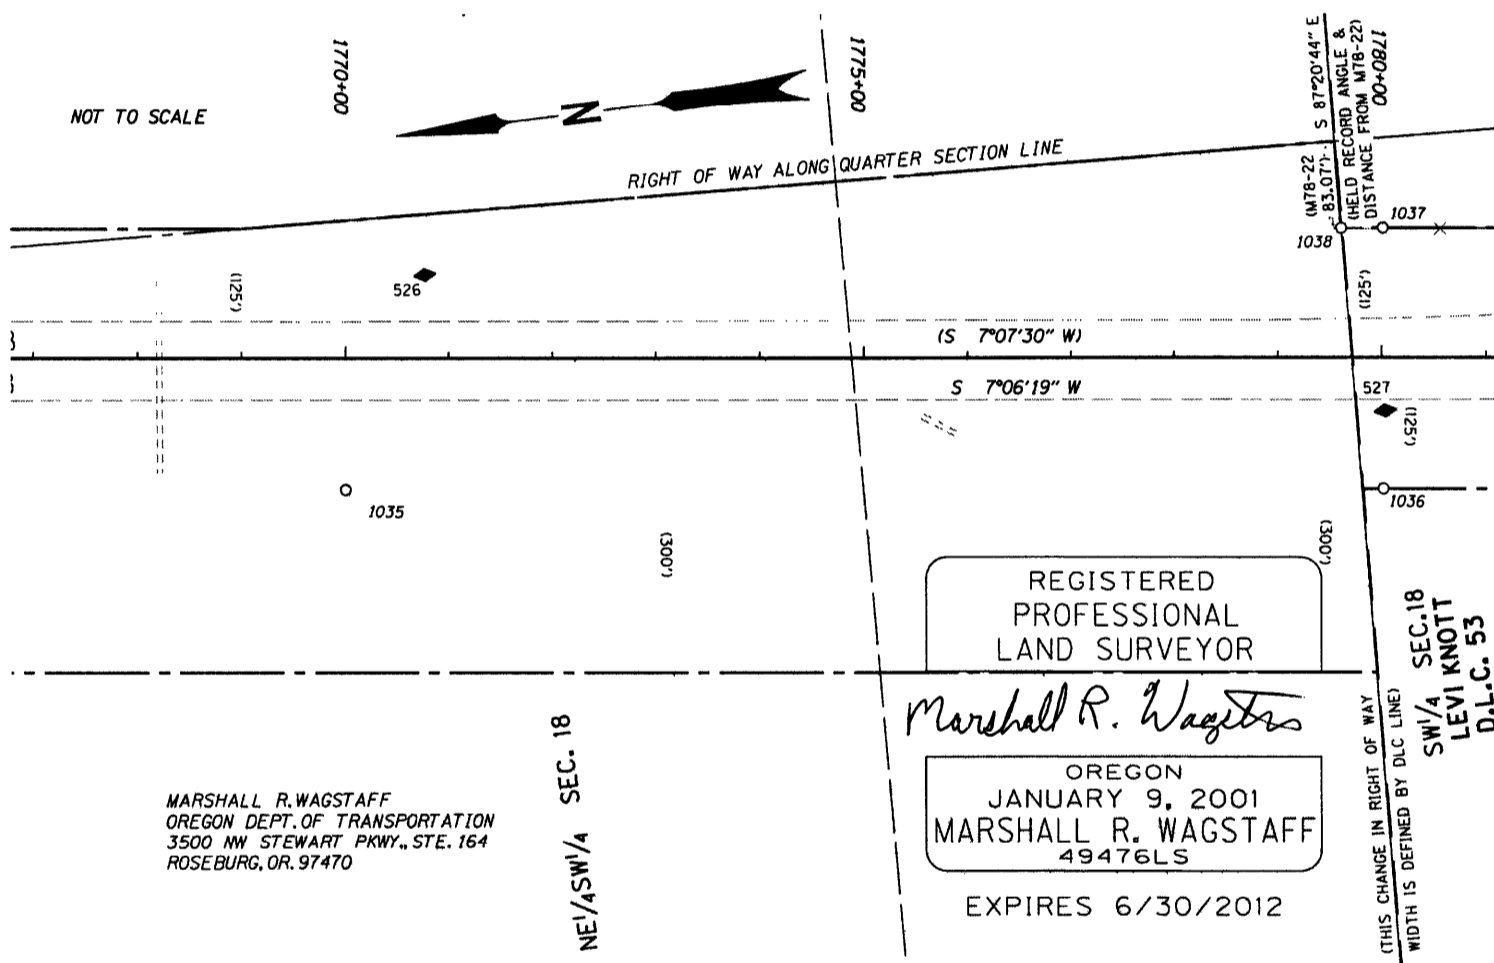 NOT TO SCALE
1770+00
N
1775+00
RIGHT OF WAY ALONG QUARTER SECTION LINE
(M78-22
83.07')
S 87°20'44" E
(HELD RECORD ANGLE &
DISTANCE FROM M78-22)
1780+00
1038
1037
(125')
526
(125')
(S 7°07'30" W)
S 7°06'19" W
527
(125')
1035
1036
(300')
(300')
REGISTERED
PROFESSIONAL
LAND SURVEYOR
Marshall R. Wagstaff
OREGON
JANUARY 9, 2001
MARSHALL R. WAGSTAFF
49476LS
EXPIRES 6/30/2012
MARSHALL R. WAGSTAFF
OREGON DEPT. OF TRANSPORTATION
3500 NW STEWART PKWY., STE. 164
ROSEBURG, OR. 97470
NE1/4SW1/4 SEC. 18
(THIS CHANGE IN RIGHT OF WAY
WIDTH IS DEFINED BY DLC LINE)
SW1/4 SEC.18
LEVI KNOTT
D.L.C. 53